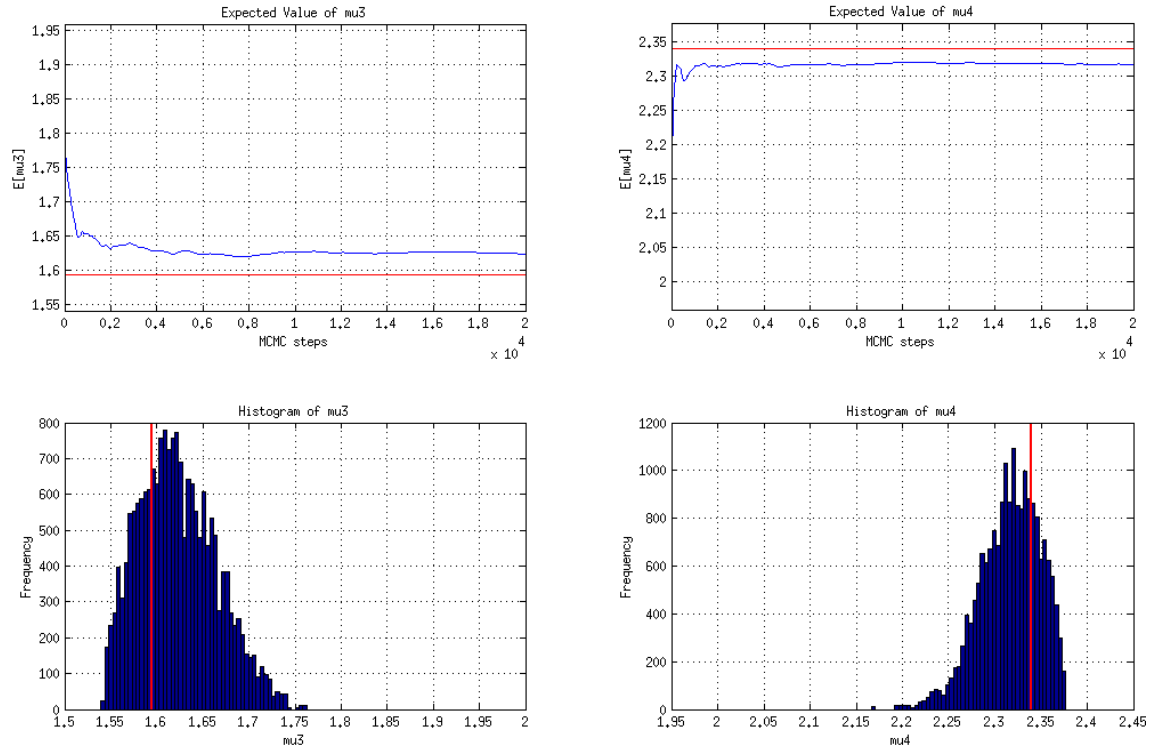 Expected Value of mu3
1.95
1.9
1.85
1.8
1.75
1.7
1.65
1.6
1.55
E[mu3]
0 0.2 0.4 0.6 0.8 1 1.2 1.4 1.6 1.8 2
MCMC steps
x 10 4
Expected Value of mu4
2.35
2.3
2.25
2.2
2.15
2.1
2.05
2
E[mu4]
0 0.2 0.4 0.6 0.8 1 1.2 1.4 1.6 1.8 2
MCMC steps
x 10 4
Histogram of mu3
800
700
600
500
400
300
200
100
0
Frequency
1.5 1.55 1.6 1.65 1.7 1.75 1.8 1.85 1.9 1.95 2
mu3
Histogram of mu4
1200
1000
800
600
400
200
0
Frequency
1.95 2 2.05 2.1 2.15 2.2 2.25 2.3 2.35 2.4 2.45
mu4